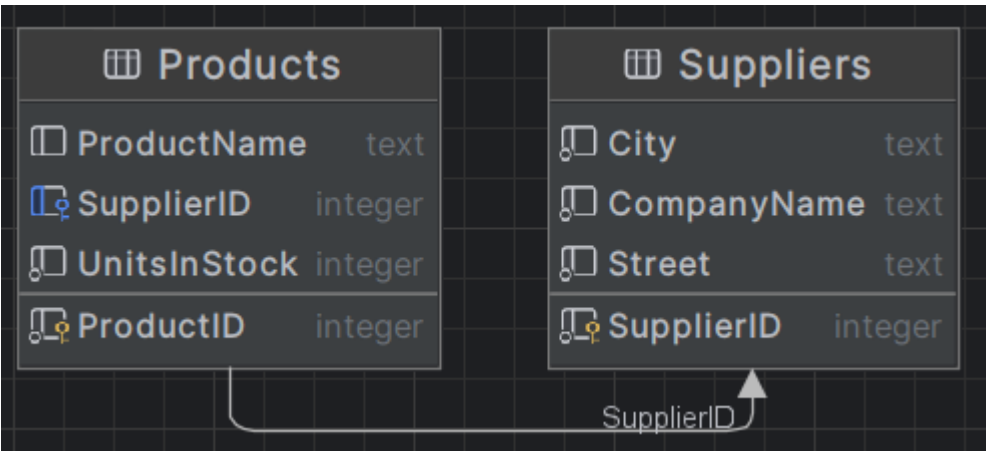 Products
ProductName text
SupplierID integer
UnitsInStock integer
ProductID integer
Suppliers
City text
CompanyName text
Street text
SupplierID integer
SupplierID